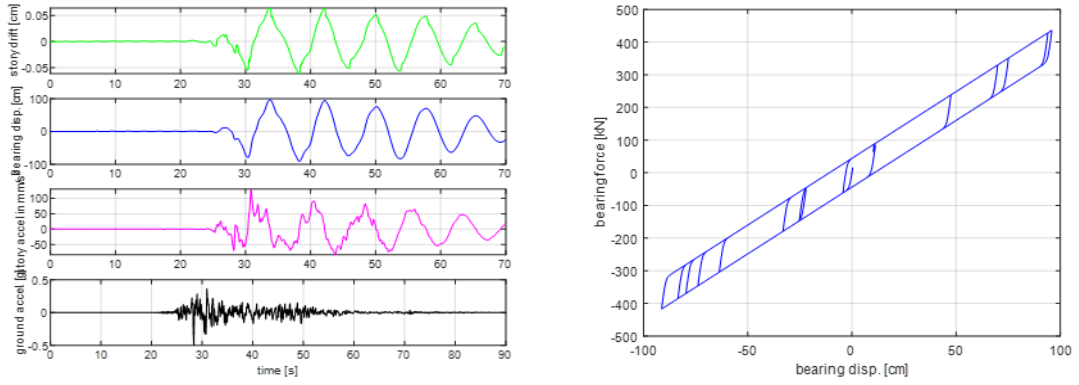 story drift [cm]
0.05
0
-0.05
0 10 20 30 40 50 60 70
Bearing disp. [cm]
100
0
-100
0 10 20 30 40 50 60 70
story accel in mm/s
100
50
0
-50
0 10 20 30 40 50 60 70
ground accel. [g]
0.5
0
-0.5
0 10 20 30 40 50 60 70 80 90
time [s]
bearing force [kN]
500
400
300
200
100
0
-100
-200
-300
-400
-500
-100 -50 0 50 100
bearing disp. [cm]